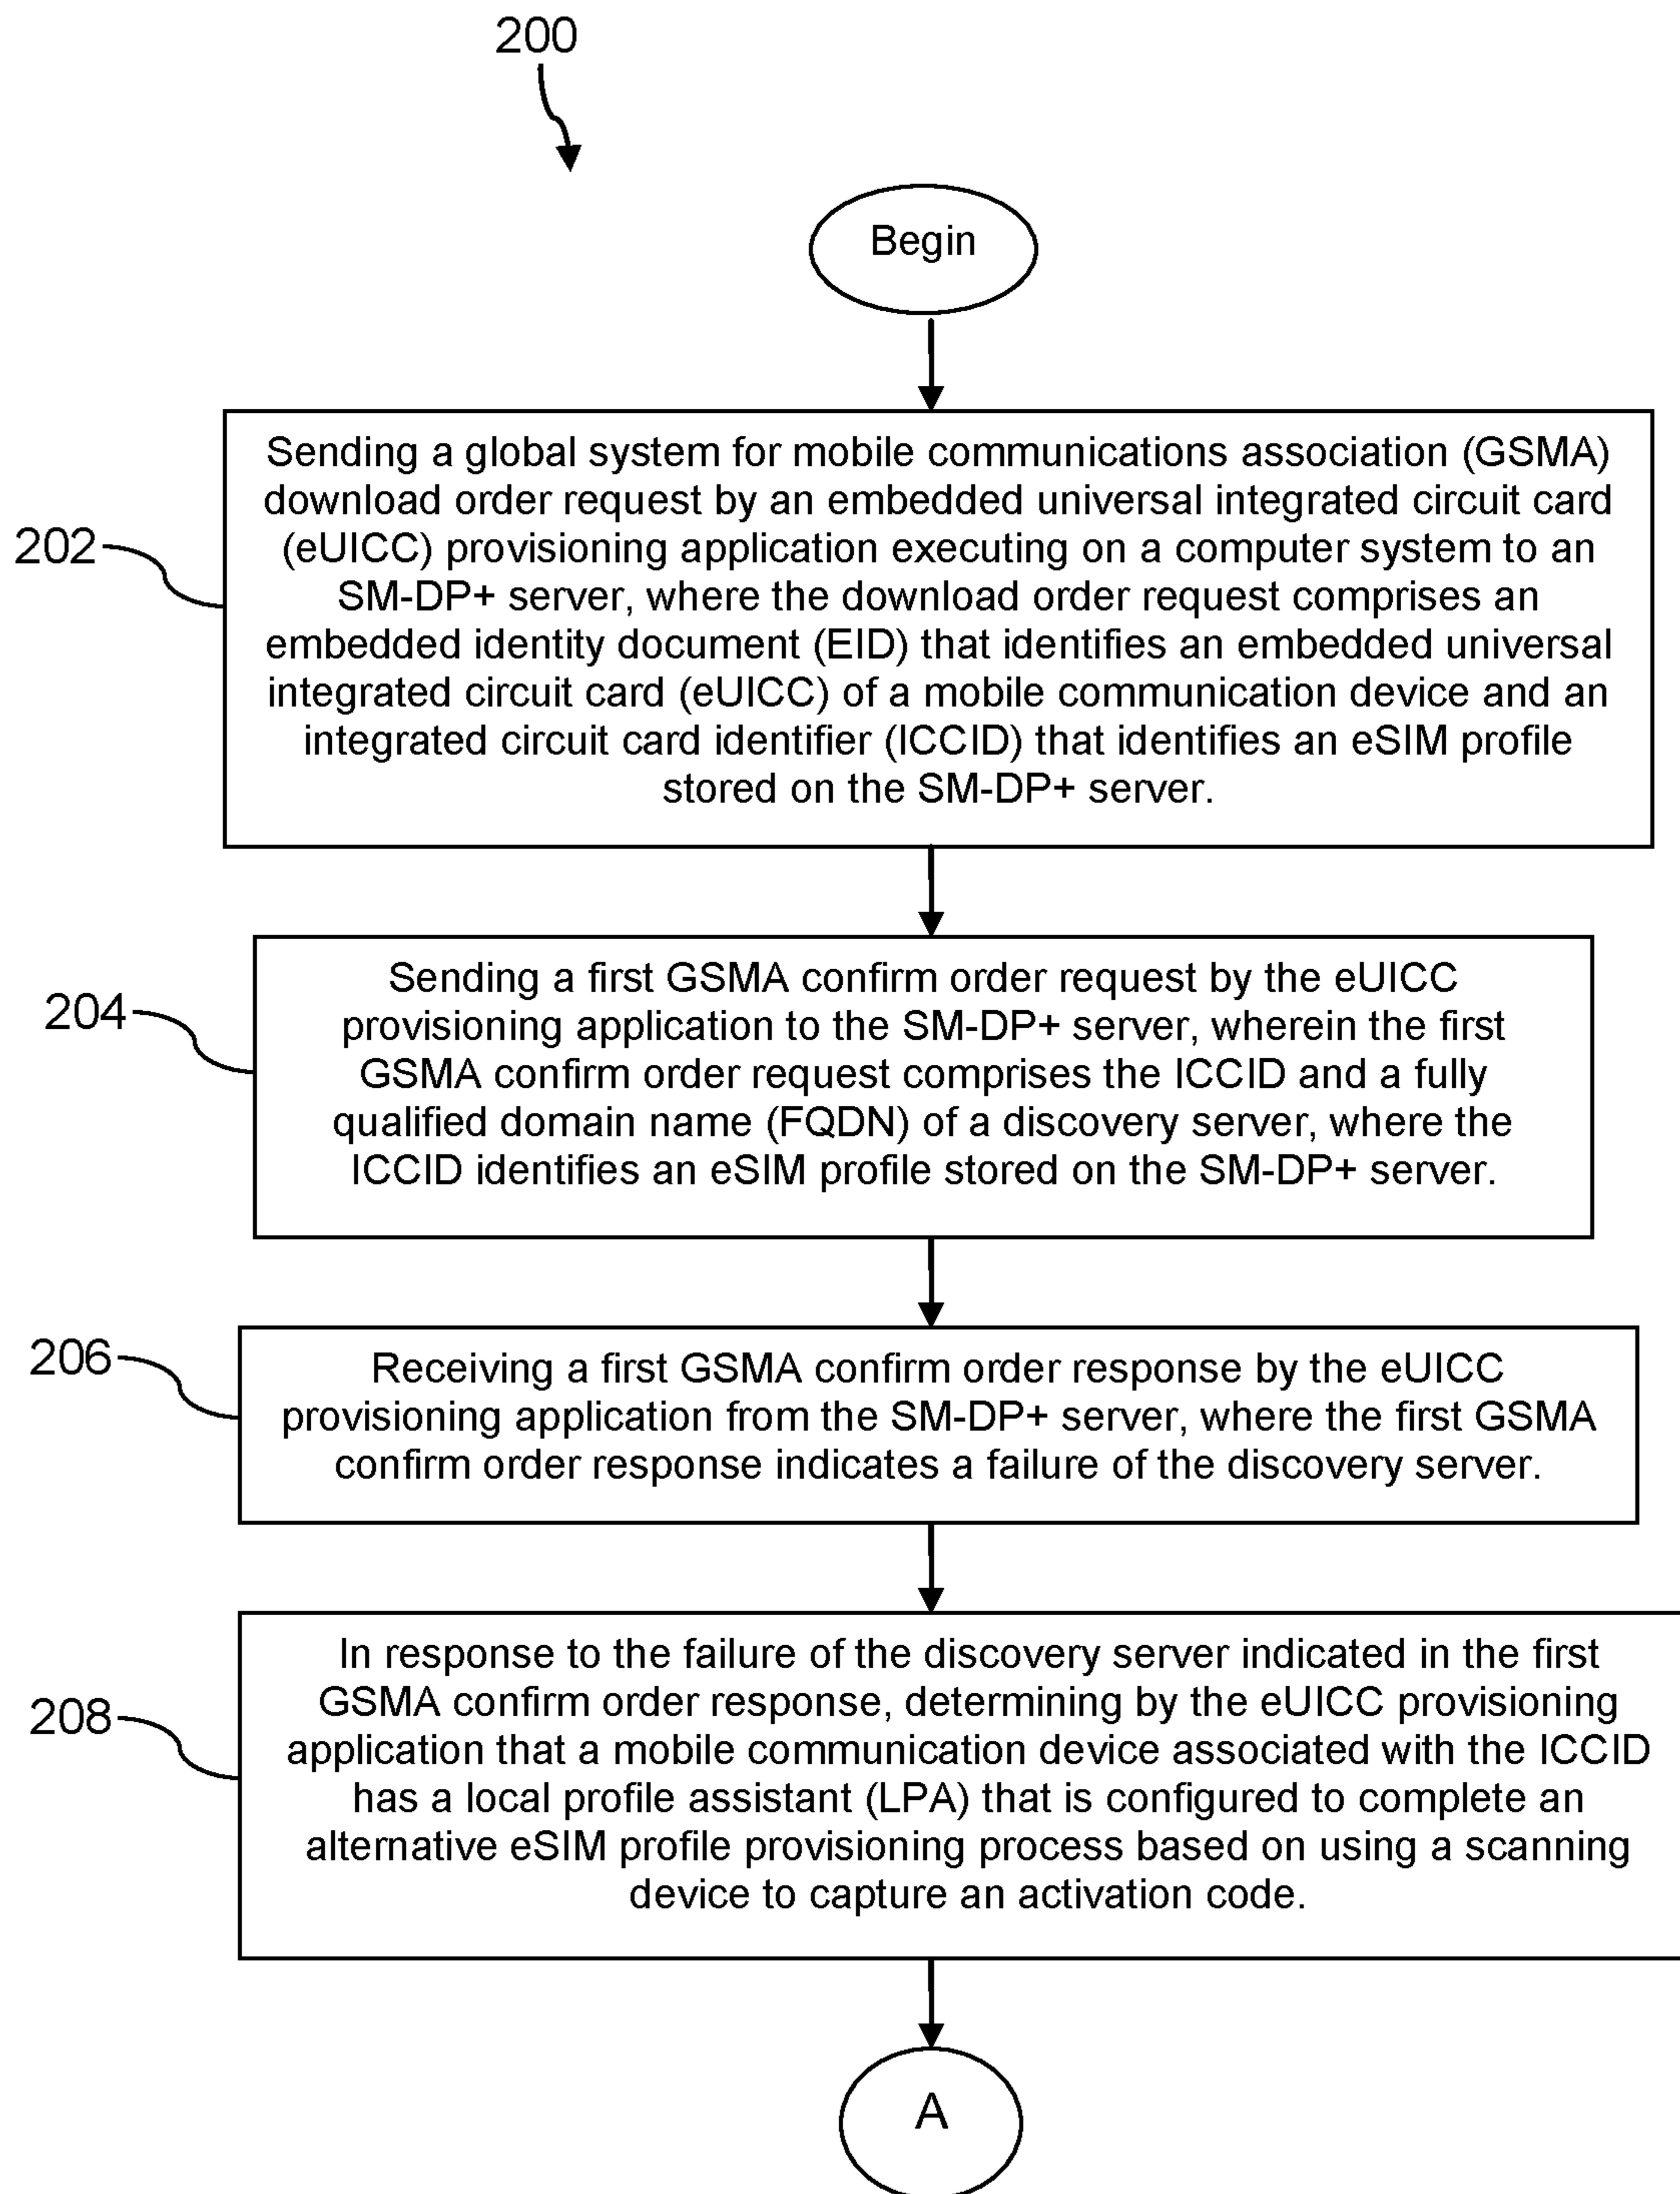 200
Begin
202
Sending a global system for mobile communications association (GSMA)
download order request by an embedded universal integrated circuit card
(eUICC) provisioning application executing on a computer system to an
SM-DP+ server, where the download order request comprises an
embedded identity document (EID) that identifies an embedded universal
integrated circuit card (eUICC) of a mobile communication device and an
integrated circuit card identifier (ICCID) that identifies an eSIM profile
stored on the SM-DP+ server.
204
Sending a first GSMA confirm order request by the eUICC
provisioning application to the SM-DP+ server, wherein the first
GSMA confirm order request comprises the ICCID and a fully
qualified domain name (FQDN) of a discovery server, where the
ICCID identifies an eSIM profile stored on the SM-DP+ server.
206
Receiving a first GSMA confirm order response by the eUICC
provisioning application from the SM-DP+ server, where the first GSMA
confirm order response indicates a failure of the discovery server.
208
In response to the failure of the discovery server indicated in the first
GSMA confirm order response, determining by the eUICC provisioning
application that a mobile communication device associated with the ICCID
has a local profile assistant (LPA) that is configured to complete an
alternative eSIM profile provisioning process based on using a scanning
device to capture an activation code.
A